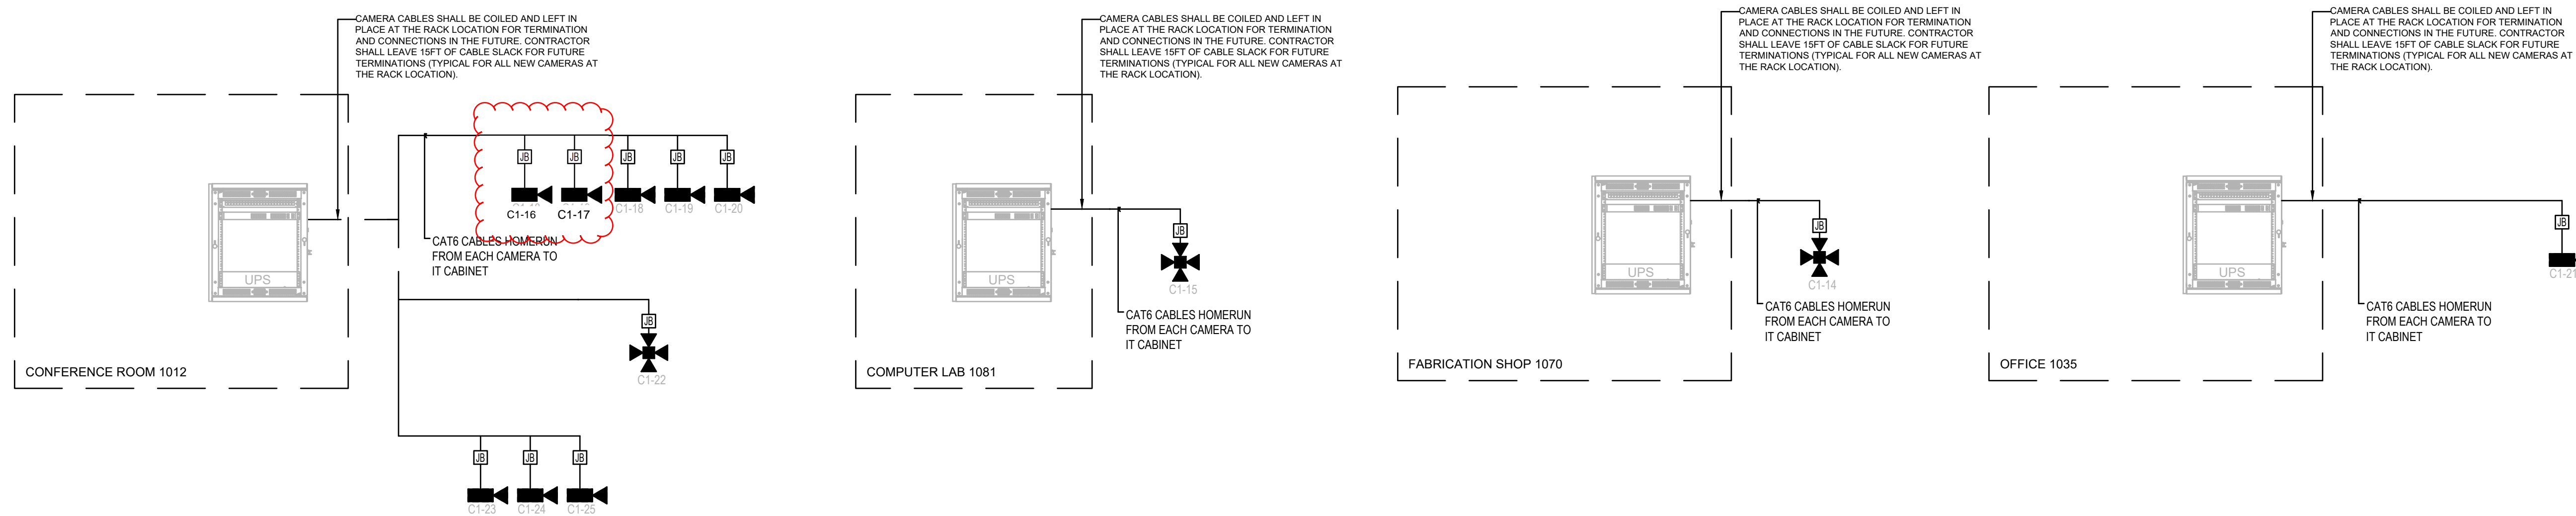 CAMERA CABLES SHALL BE COILED AND LEFT IN
PLACE AT THE RACK LOCATION FOR TERMINATION
AND CONNECTIONS IN THE FUTURE. CONTRACTOR
SHALL LEAVE 15FT OF CABLE SLACK FOR FUTURE
TERMINATIONS (TYPICAL FOR ALL NEW CAMERAS AT
THE RACK LOCATION).
JB
JB
JB
JB
JB
C1-16
C1-17
C1-18
C1-19
C1-20
CAT6 CABLES HOMERUN
FROM EACH CAMERA TO
IT CABINET
UPS
JB
C1-22
CONFERENCE ROOM 1012
JB
JB
JB
C1-23
C1-24
C1-25
CAMERA CABLES SHALL BE COILED AND LEFT IN
PLACE AT THE RACK LOCATION FOR TERMINATION
AND CONNECTIONS IN THE FUTURE. CONTRACTOR
SHALL LEAVE 15FT OF CABLE SLACK FOR FUTURE
TERMINATIONS (TYPICAL FOR ALL NEW CAMERAS AT
THE RACK LOCATION).
JB
UPS
C1-15
CAT6 CABLES HOMERUN
FROM EACH CAMERA TO
IT CABINET
COMPUTER LAB 1081
CAMERA CABLES SHALL BE COILED AND LEFT IN
PLACE AT THE RACK LOCATION FOR TERMINATION
AND CONNECTIONS IN THE FUTURE. CONTRACTOR
SHALL LEAVE 15FT OF CABLE SLACK FOR FUTURE
TERMINATIONS (TYPICAL FOR ALL NEW CAMERAS AT
THE RACK LOCATION).
JB
UPS
C1-14
CAT6 CABLES HOMERUN
FROM EACH CAMERA TO
IT CABINET
FABRICATION SHOP 1070
CAMERA CABLES SHALL BE COILED AND LEFT IN
PLACE AT THE RACK LOCATION FOR TERMINATION
AND CONNECTIONS IN THE FUTURE. CONTRACTOR
SHALL LEAVE 15FT OF CABLE SLACK FOR FUTURE
TERMINATIONS (TYPICAL FOR ALL NEW CAMERAS AT
THE RACK LOCATION).
JB
UPS
C1-21
CAT6 CABLES HOMERUN
FROM EACH CAMERA TO
IT CABINET
OFFICE 1035